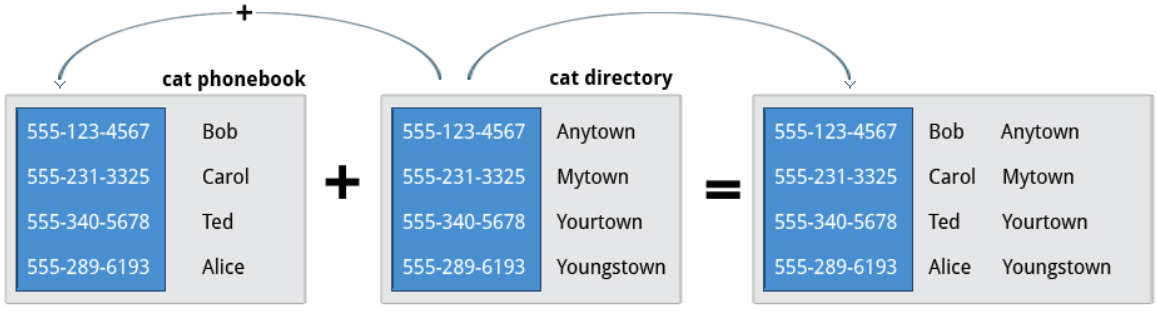 +
cat phonebook
cat directory
555-123-4567 Bob
555-231-3325 Carol
555-340-5678 Ted
555-289-6193 Alice
+
555-123-4567 Anytown
555-231-3325 Mytown
555-340-5678 Yourtown
555-289-6193 Youngstown
=
555-123-4567 Bob Anytown
555-231-3325 Carol Mytown
555-340-5678 Ted Yourtown
555-289-6193 Alice Youngstown